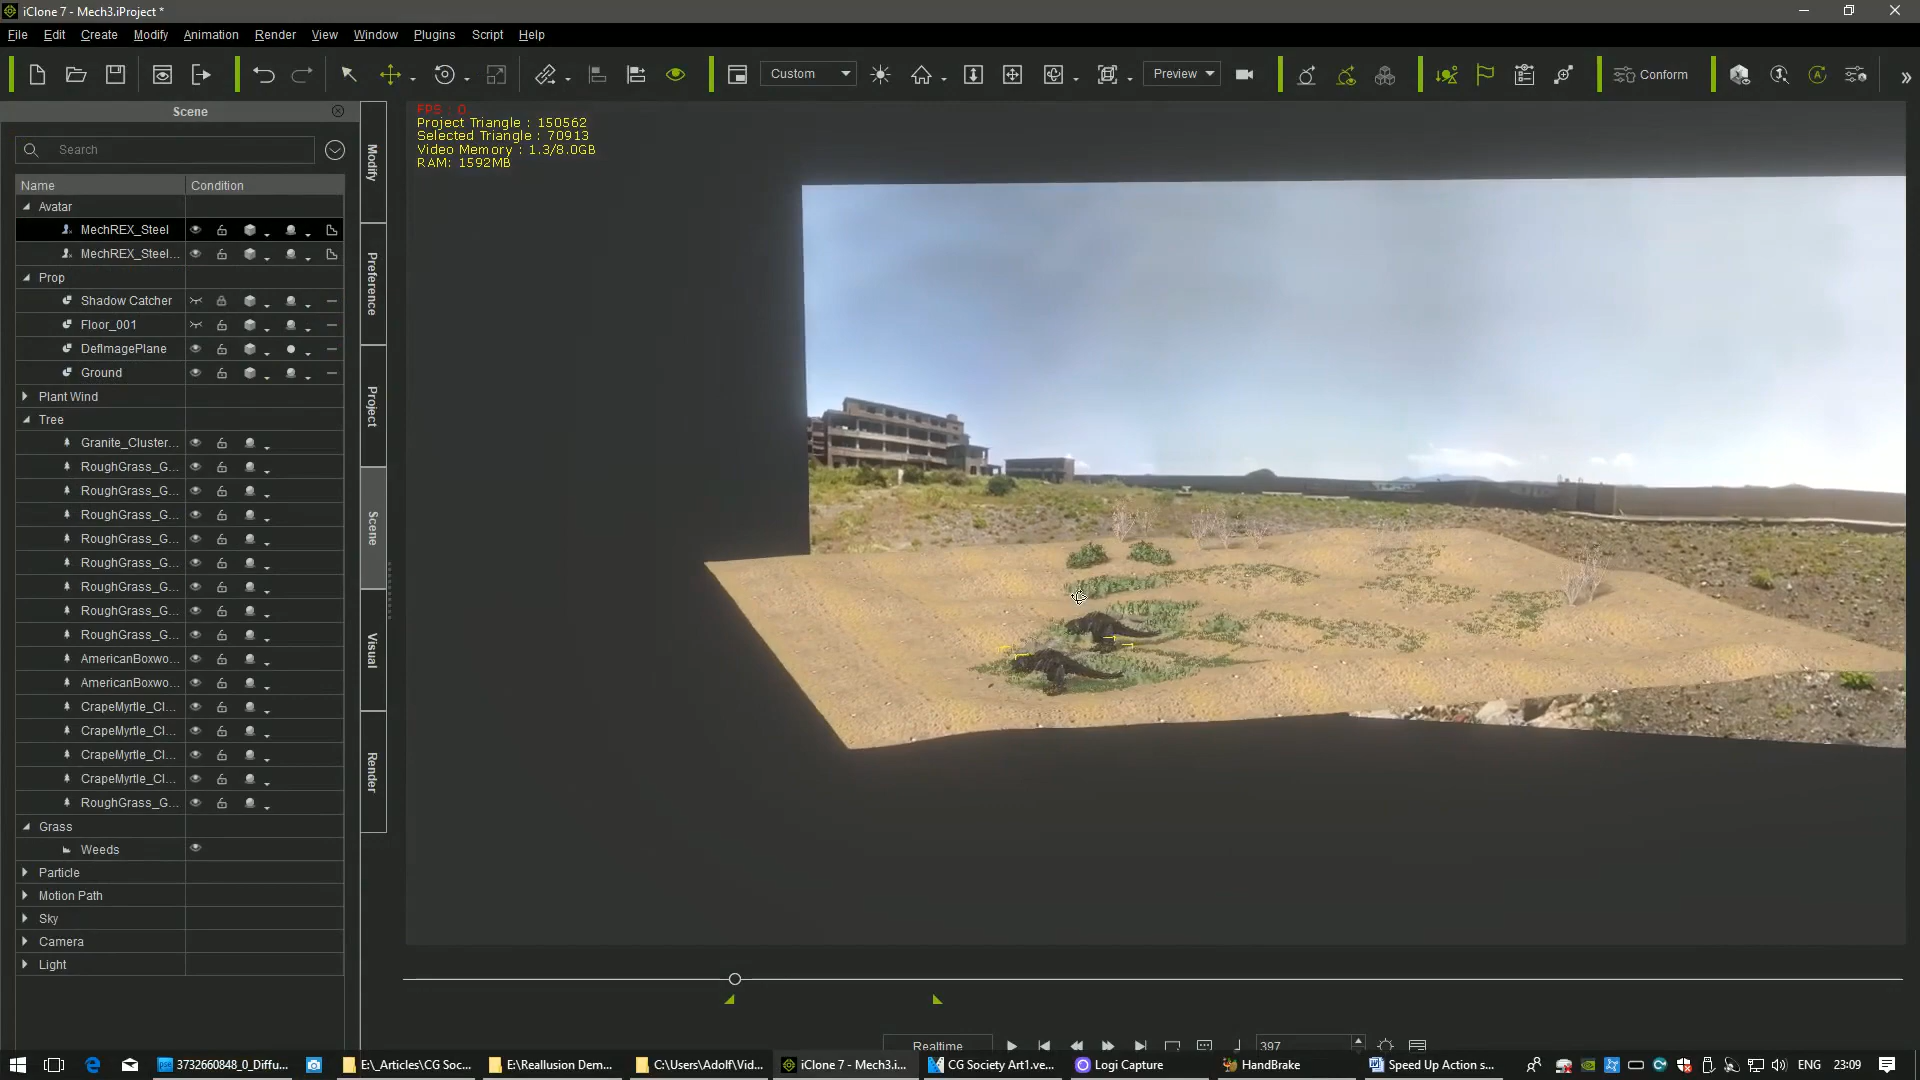 iClone 7 - Mech3.iProject *
File Edit Create Modify Animation Render View Window Plugins Script Help
Custom Preview Conform
Scene
Search
Name Condition
Avatar
MechREX_Steel
MechREX_Steel...
Prop
Shadow Catcher
Floor_001
DefImagePlane
Ground
Plant Wind
Tree
Granite_Cluster...
RoughGrass_G...
RoughGrass_G...
RoughGrass_G...
RoughGrass_G...
RoughGrass_G...
RoughGrass_G...
RoughGrass_G...
RoughGrass_G...
AmericanBoxwo...
AmericanBoxwo...
CrapeMyrtle_Cl...
CrapeMyrtle_Cl...
CrapeMyrtle_Cl...
CrapeMyrtle_Cl...
RoughGrass_G...
Grass
Weeds
Particle
Motion Path
Sky
Camera
Light
Modify
Preference
Project
Scene
Visual
Render
FPS : 0
Project Triangle : 150562
Selected Triangle : 70913
Video Memory : 1.3/8.0GB
RAM: 1592MB
Realtime 397
3732660848_0_Diffu... E:\_Articles\CG Soc... E:\Reallusion Dem... C:\Users\Adolf\Vid... iClone 7 - Mech3.i... CG Society Art1.ve... Logi Capture HandBrake Speed Up Action s... ENG 23:09